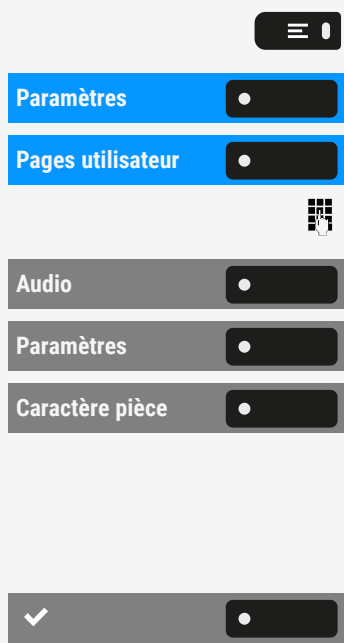 Paramètres
Pages utilisateur
Audio
Paramètres
Caractère pièce